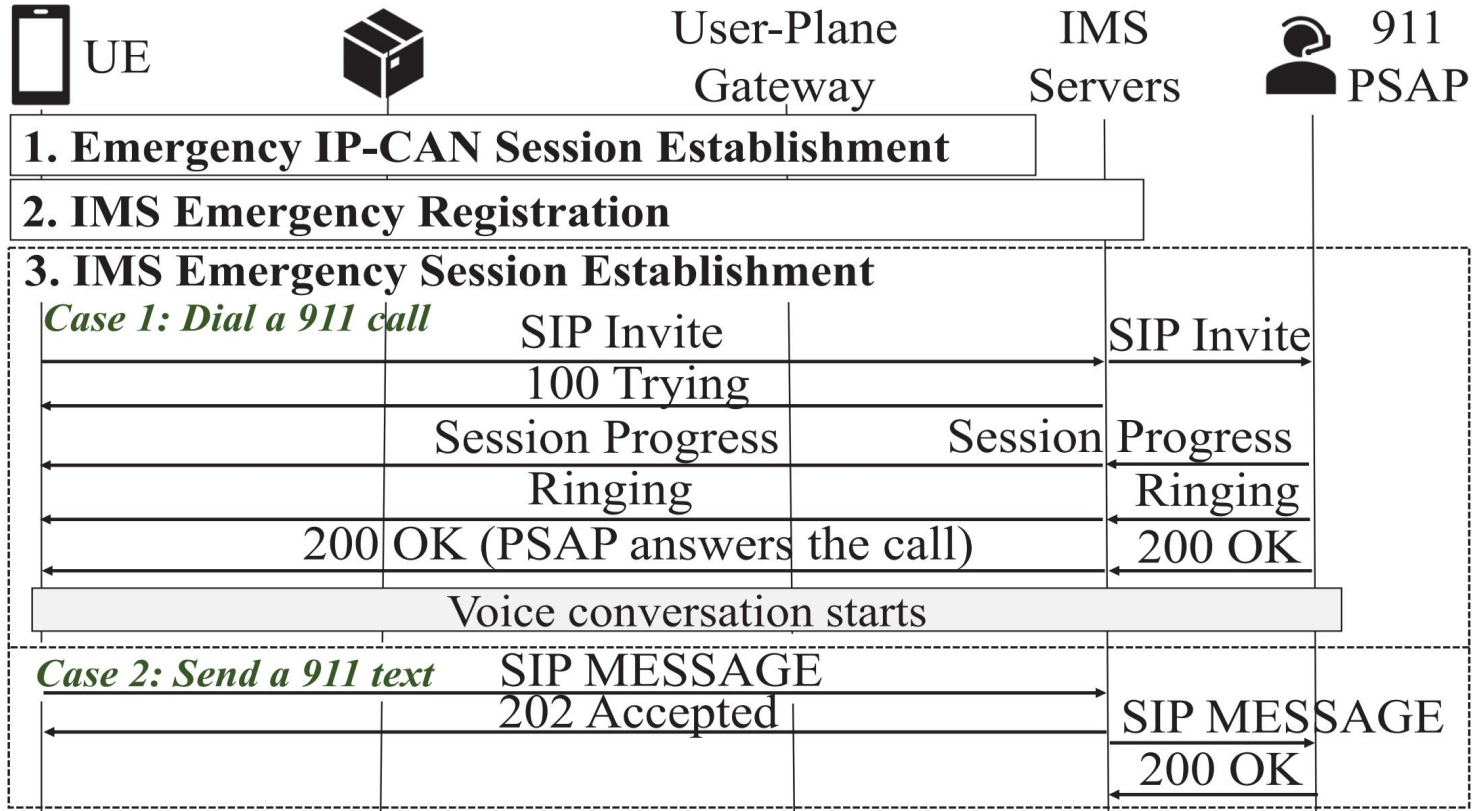 UE
User-Plane
Gateway
IMS
Servers
911
PSAP
1. Emergency IP-CAN Session Establishment
2. IMS Emergency Registration
3. IMS Emergency Session Establishment
Case 1: Dial a 911 call
SIP Invite
SIP Invite
100 Trying
Session Progress
Session Progress
Ringing
Ringing
200 OK (PSAP answers the call)
200 OK
Voice conversation starts
Case 2: Send a 911 text
SIP MESSAGE
202 Accepted
SIP MESSAGE
200 OK